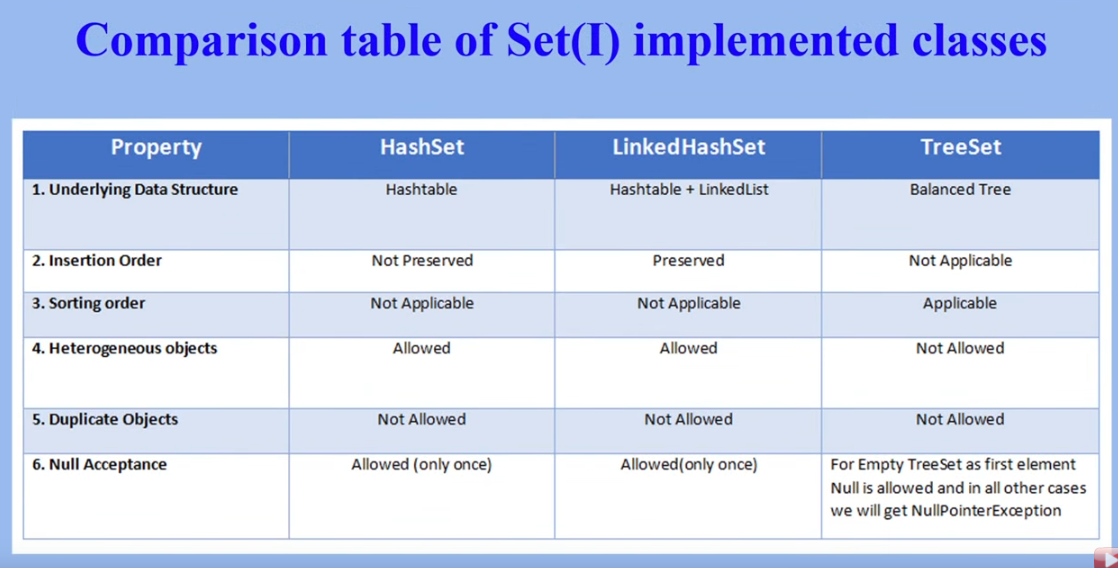 Comparison table of Set(I) implemented classes
Property HashSet LinkedHashSet TreeSet
1. Underlying Data Structure Hashtable Hashtable + LinkedList Balanced Tree
2. Insertion Order Not Preserved Preserved Not Applicable
3. Sorting order Not Applicable Not Applicable Applicable
4. Heterogeneous objects Allowed Allowed Not Allowed
5. Duplicate Objects Not Allowed Not Allowed Not Allowed
6. Null Acceptance Allowed (only once) Allowed(only once) For Empty TreeSet as first element
Null is allowed and in all other cases
we will get NullPointerException